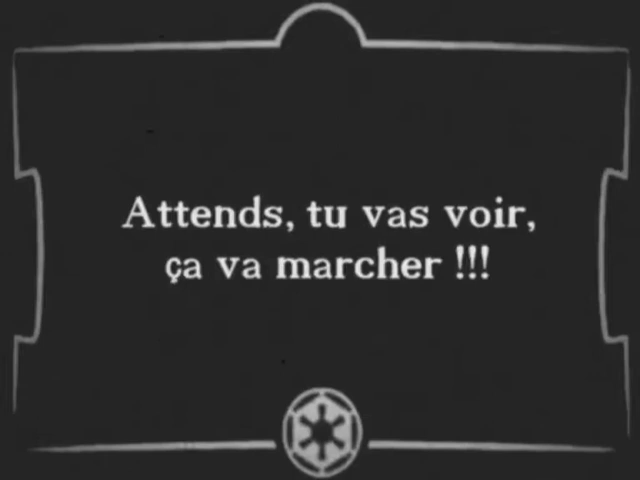 Attends, tu vas voir,
ça va marcher !!!